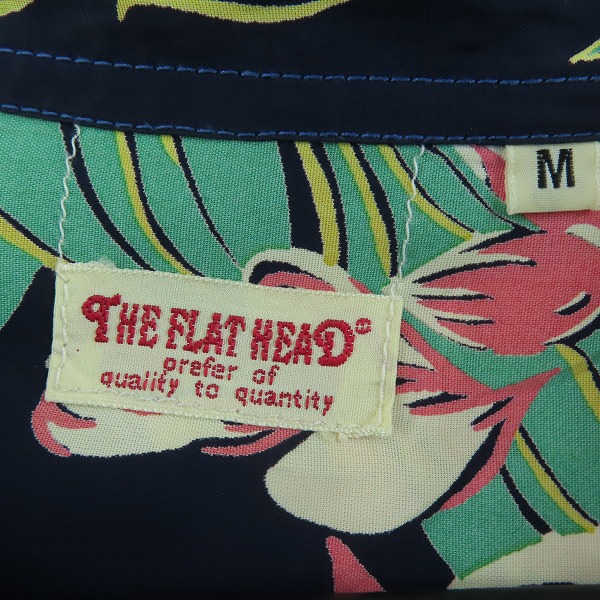 M
THE FLAT HEAD®
prefer of
quality to quantity